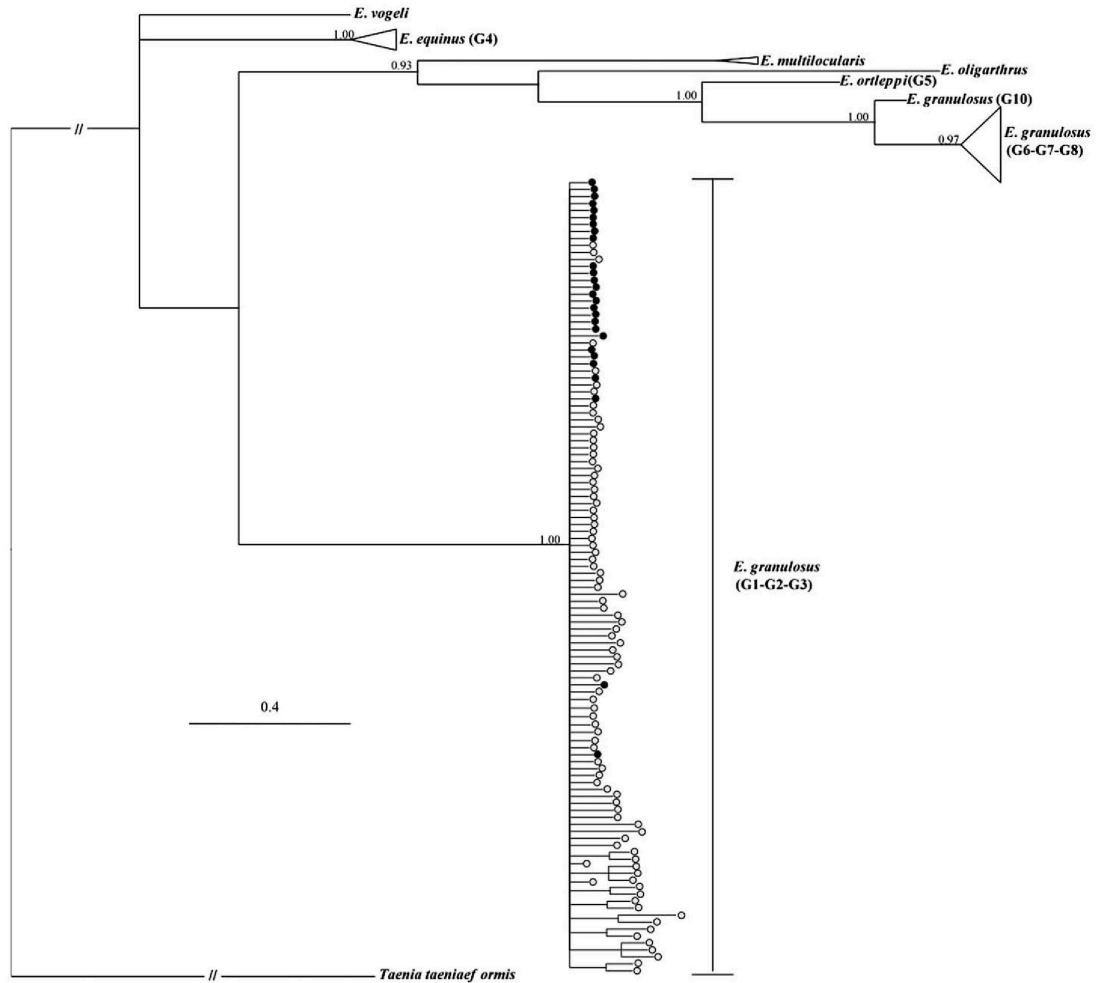 E. vogeli
1.00
E. equinus (G4)
0.93
E. multilocularis
E. oligarthrus
E. ortleppi(G5)
1.00
E. granulosus (G10)
1.00
0.97
E. granulosus
(G6-G7-G8)
//
1.00
E. granulosus
(G1-G2-G3)
0.4
//
Taenia taeniaef ormis